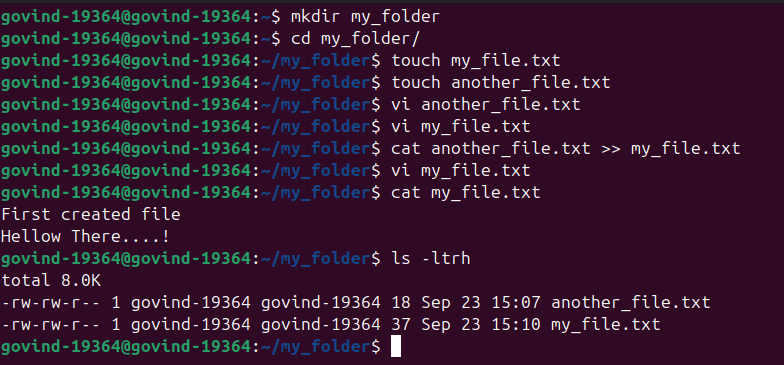 govind-19364@govind-19364:~$ mkdir my_folder
govind-19364@govind-19364:~$ cd my_folder/
govind-19364@govind-19364:~/my_folder$ touch my_file.txt
govind-19364@govind-19364:~/my_folder$ touch another_file.txt
govind-19364@govind-19364:~/my_folder$ vi another_file.txt
govind-19364@govind-19364:~/my_folder$ vi my_file.txt
govind-19364@govind-19364:~/my_folder$ cat another_file.txt >> my_file.txt
govind-19364@govind-19364:~/my_folder$ vi my_file.txt
govind-19364@govind-19364:~/my_folder$ cat my_file.txt
First created file
Hellow There....!
govind-19364@govind-19364:~/my_folder$ ls -ltrh
total 8.0K
-rw-rw-r-- 1 govind-19364 govind-19364 18 Sep 23 15:07 another_file.txt
-rw-rw-r-- 1 govind-19364 govind-19364 37 Sep 23 15:10 my_file.txt
govind-19364@govind-19364:~/my_folder$